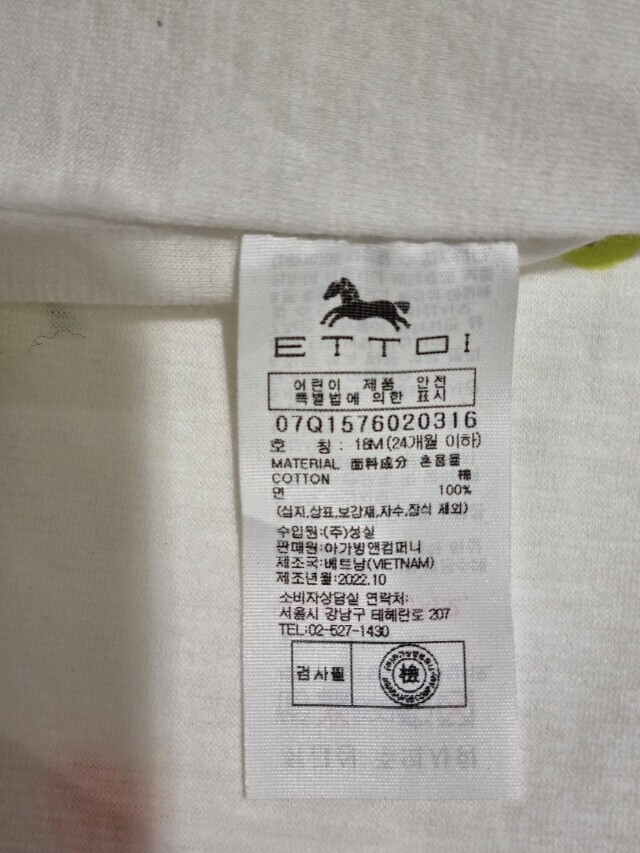 ETTOI
어린이 제품 안전
특별법에 의한 표시
07Q1576020316
호 칭 : 18M(24개월 이하)
MATERIAL 面料成分 혼용율
COTTON 棉
면 100%
(심지,상표,보강재,자수,장식 제외)
수입원:(주)성실
판매원:아가방앤컴퍼니
제조국:베트남(VIETNAM)
제조년월:2022.10
소비자상담실 연락처:
서울시 강남구 테헤란로 207
TEL:02-527-1430
검사필 檢